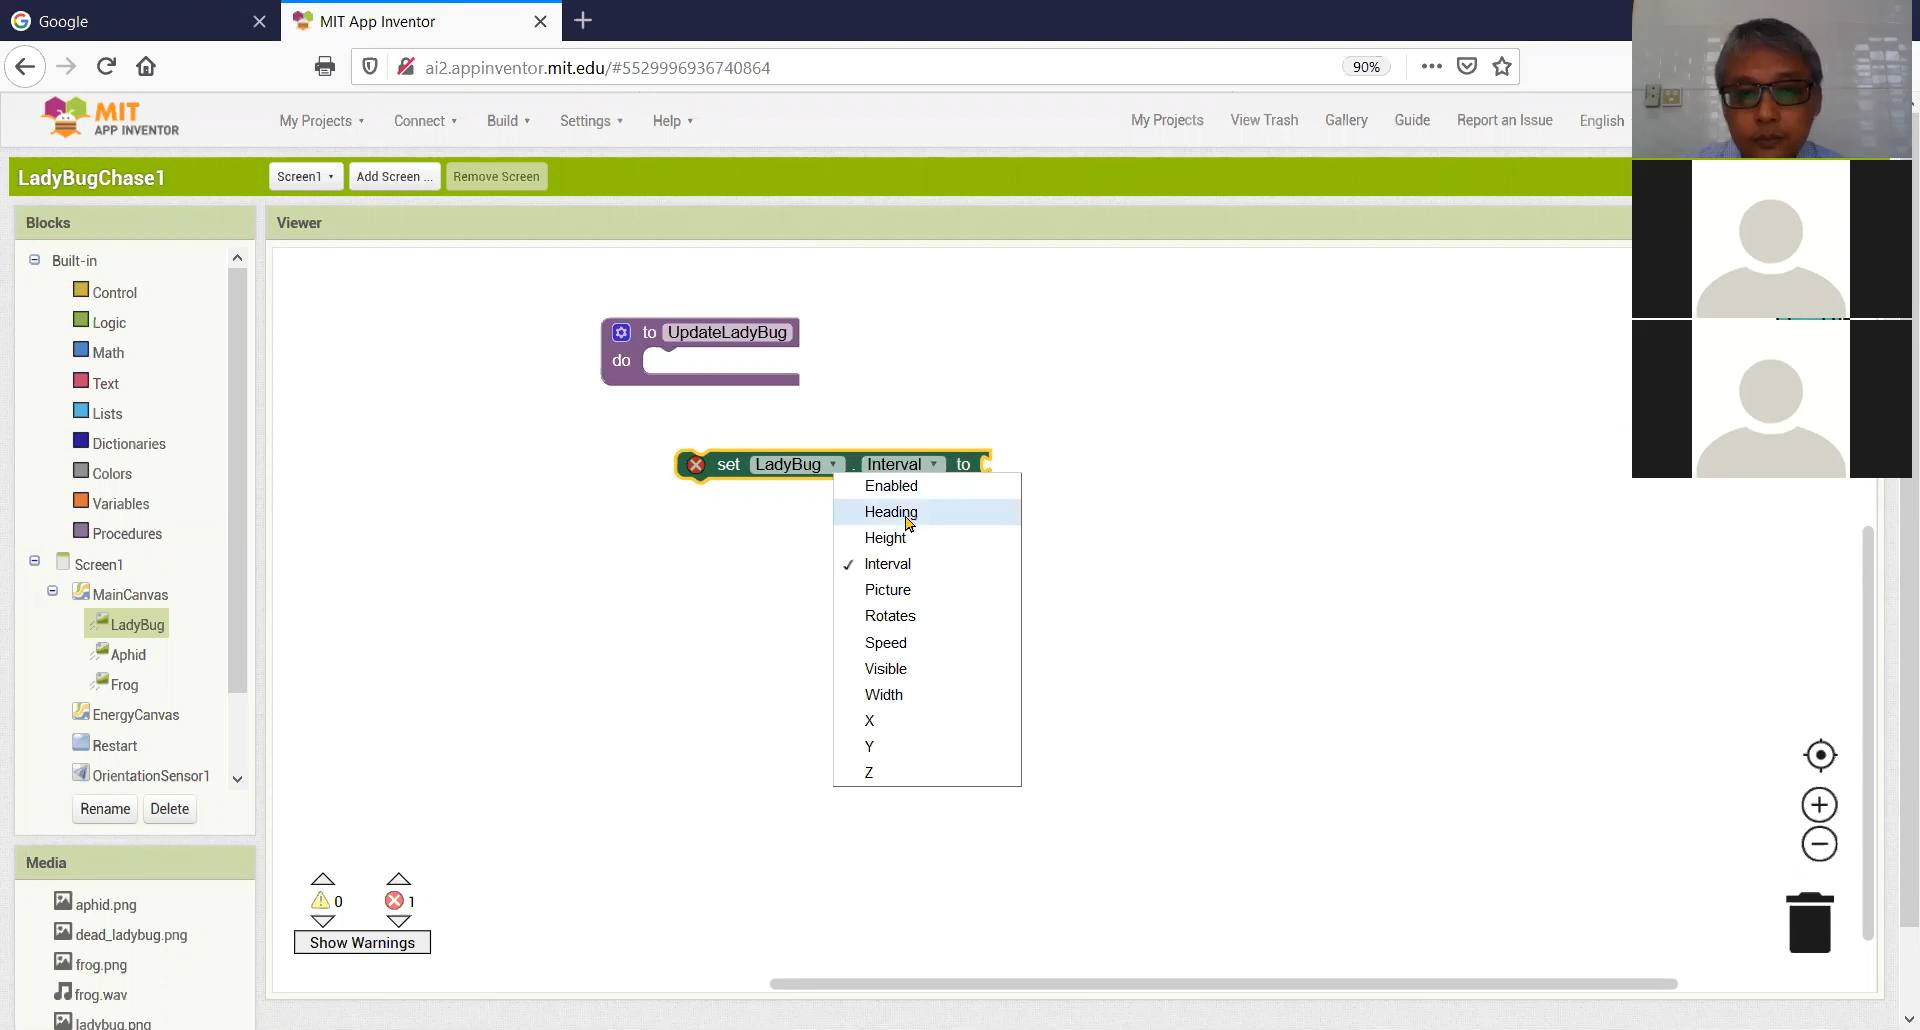 Google
MIT App Inventor
ai2.appinventor.mit.edu/#5529996936740864
90%
MIT
APP INVENTOR
My Projects
Connect
Build
Settings
Help
My Projects
View Trash
Gallery
Guide
Report an Issue
English
LadyBugChase1
Screen1
Add Screen ...
Remove Screen
Blocks
Viewer
Built-in
Control
Logic
Math
Text
Lists
Dictionaries
Colors
Variables
Procedures
Screen1
MainCanvas
LadyBug
Aphid
Frog
EnergyCanvas
Restart
OrientationSensor1
Rename
Delete
to UpdateLadyBug
do
set LadyBug . Interval to
Enabled
Heading
Height
✓ Interval
Picture
Rotates
Speed
Visible
Width
X
Y
Z
Media
aphid.png
dead_ladybug.png
frog.png
frog.wav
ladybug.png
0
1
Show Warnings